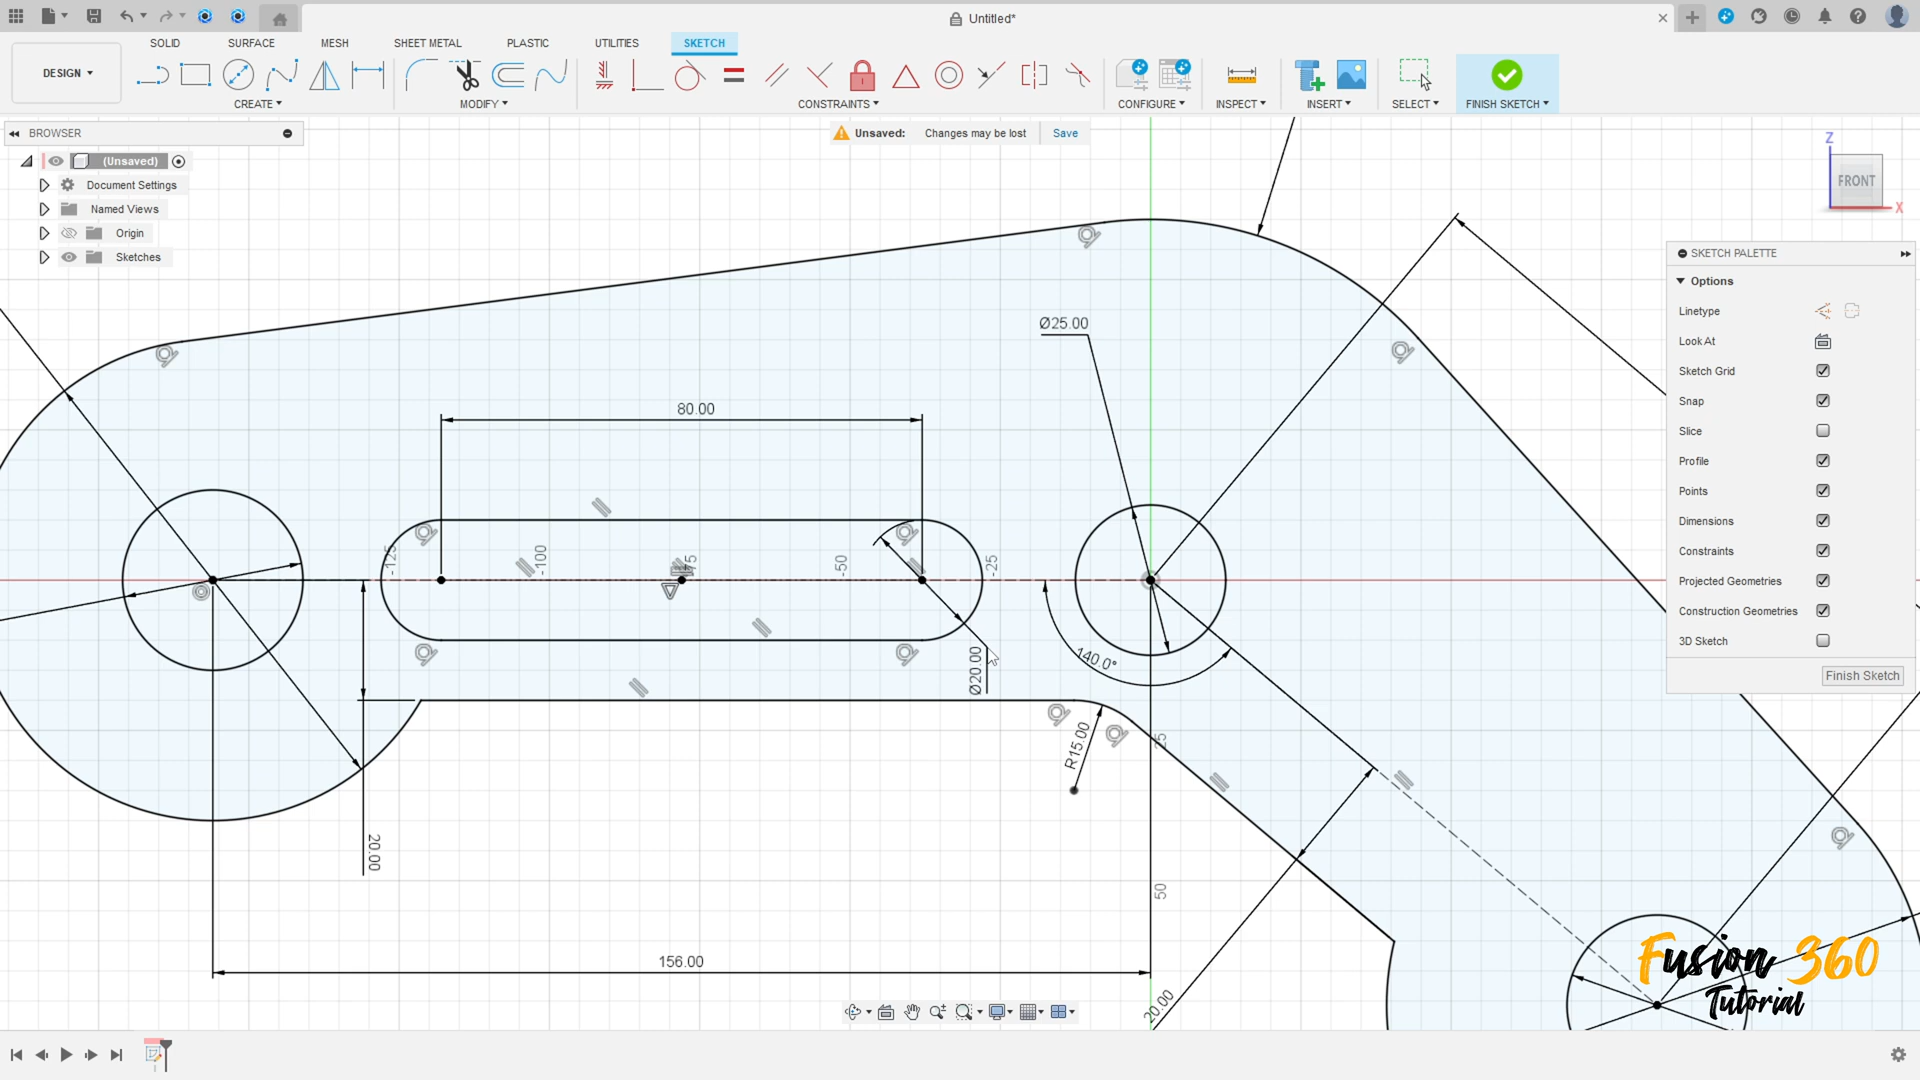 Untitled*
SOLID
SURFACE
MESH
SHEET METAL
PLASTIC
UTILITIES
SKETCH
DESIGN
CREATE
MODIFY
CONSTRAINTS
CONFIGURE
INSPECT
INSERT
SELECT
FINISH SKETCH
BROWSER
Unsaved: Changes may be lost Save
(Unsaved)
Document Settings
Named Views
Origin
Sketches
Z
FRONT
X
SKETCH PALETTE
Options
Linetype
Look At
Sketch Grid
Snap
Slice
Profile
Points
Dimensions
Constraints
Projected Geometries
Construction Geometries
3D Sketch
Finish Sketch
Ø25.00
80.00
-125
-100
-75
-50
-25
140.0°
Ø20.00
R15.00
25
20.00
50
156.00
20.00
Fusion 360
Tutorial